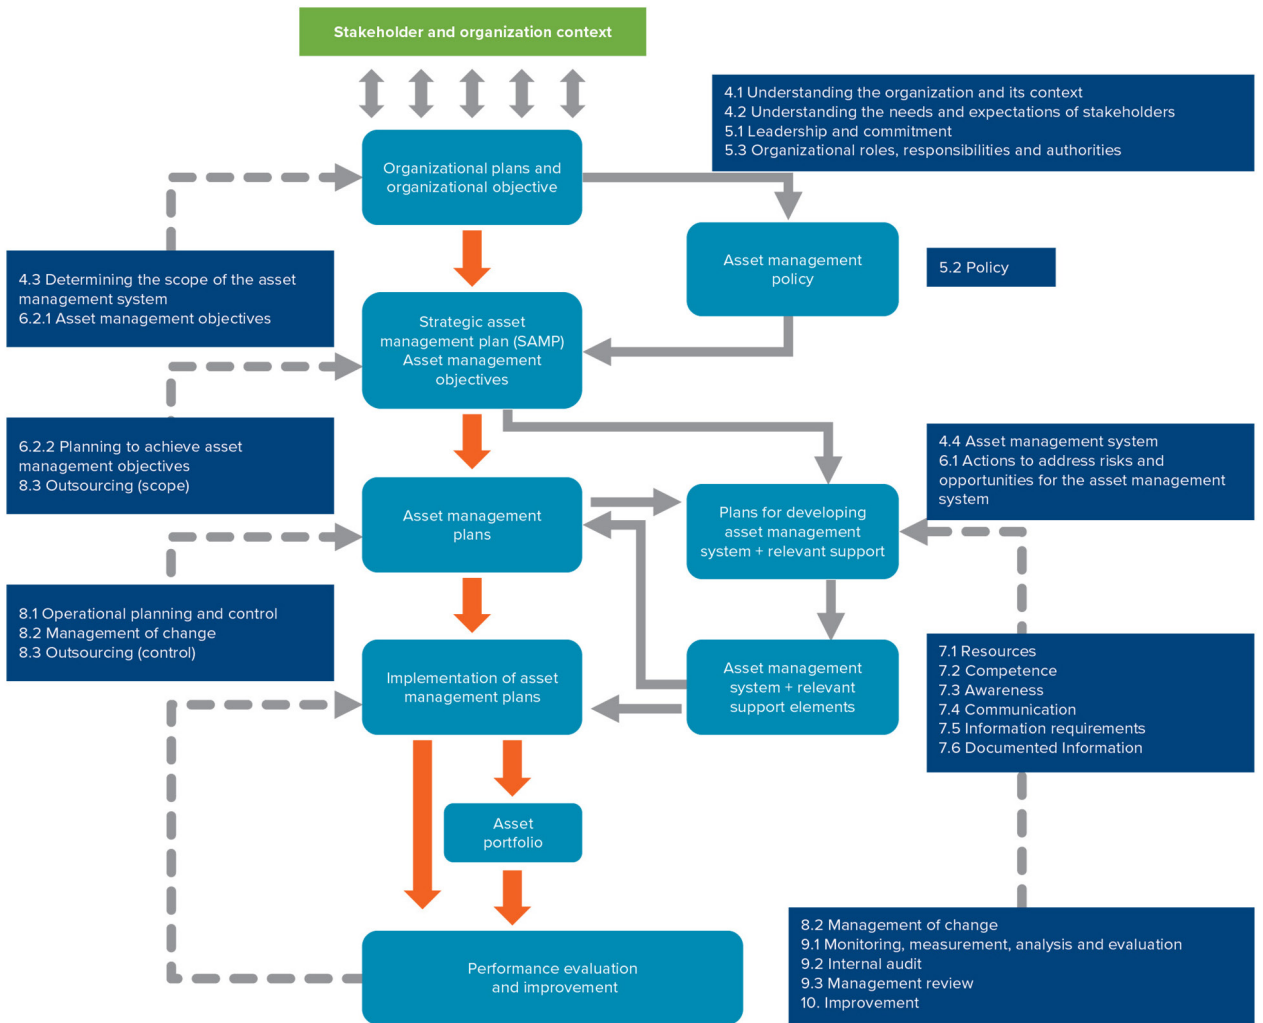 Stakeholder and organization context
4.1 Understanding the organization and its context
4.2 Understanding the needs and expectations of stakeholders
5.1 Leadership and commitment
5.3 Organizational roles, responsibilities and authorities
Organizational plans and
organizational objective
Asset management
policy
5.2 Policy
4.3 Determining the scope of the asset
management system
6.2.1 Asset management objectives
Strategic asset
management plan (SAMP)
Asset management
objectives
6.2.2 Planning to achieve asset
management objectives
8.3 Outsourcing (scope)
4.4 Asset management system
6.1 Actions to address risks and
opportunities for the asset management
system
Asset management
plans
Plans for developing
asset management
system + relevant support
8.1 Operational planning and control
8.2 Management of change
8.3 Outsourcing (control)
Implementation of asset
management plans
Asset management
system + relevant
support elements
7.1 Resources
7.2 Competence
7.3 Awareness
7.4 Communication
7.5 Information requirements
7.6 Documented Information
Asset
portfolio
Performance evaluation
and improvement
8.2 Management of change
9.1 Monitoring, measurement, analysis and evaluation
9.2 Internal audit
9.3 Management review
10. Improvement